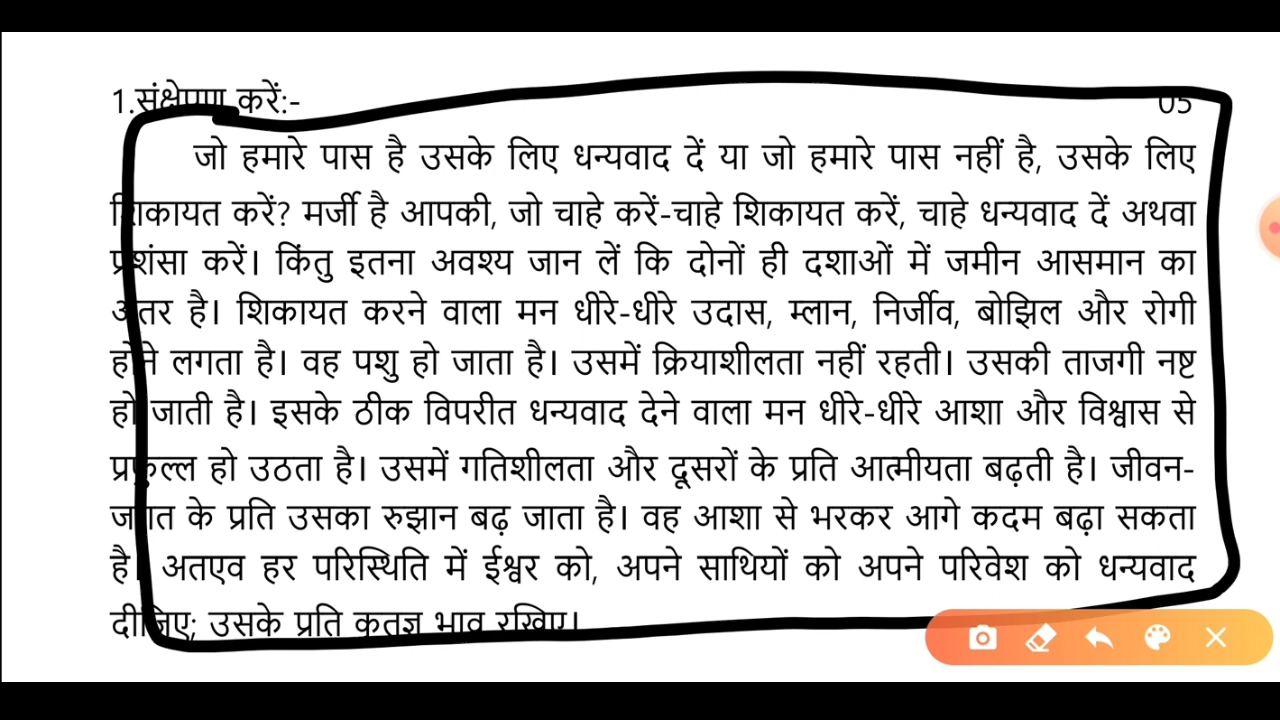 1.संक्षेपण करें:- 05
जो हमारे पास है उसके लिए धन्यवाद दें या जो हमारे पास नहीं है, उसके लिए
शिकायत करें? मर्जी है आपकी, जो चाहे करें-चाहे शिकायत करें, चाहे धन्यवाद दें अथवा
प्रशंसा करें। किंतु इतना अवश्य जान लें कि दोनों ही दशाओं में जमीन आसमान का
अंतर है। शिकायत करने वाला मन धीरे-धीरे उदास, म्लान, निर्जीव, बोझिल और रोगी
होने लगता है। वह पशु हो जाता है। उसमें क्रियाशीलता नहीं रहती। उसकी ताजगी नष्ट
हो जाती है। इसके ठीक विपरीत धन्यवाद देने वाला मन धीरे-धीरे आशा और विश्वास से
प्रफुल्ल हो उठता है। उसमें गतिशीलता और दूसरों के प्रति आत्मीयता बढ़ती है। जीवन-
जगत के प्रति उसका रुझान बढ़ जाता है। वह आशा से भरकर आगे कदम बढ़ा सकता
है। अतएव हर परिस्थिति में ईश्वर को, अपने साथियों को अपने परिवेश को धन्यवाद
दीजिए; उसके प्रति कृतज्ञ भाव रखिए।